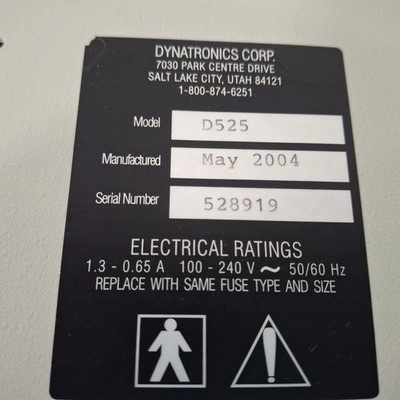 DYNATRONICS CORP.
7030 PARK CENTRE DRIVE
SALT LAKE CITY, UTAH 84121
1-800-874-6251
Model D525
Manufactured May 2004
Serial Number 528919
ELECTRICAL RATINGS
1.3 - 0.65 A 100 - 240 V ~ 50/60 Hz
REPLACE WITH SAME FUSE TYPE AND SIZE
!